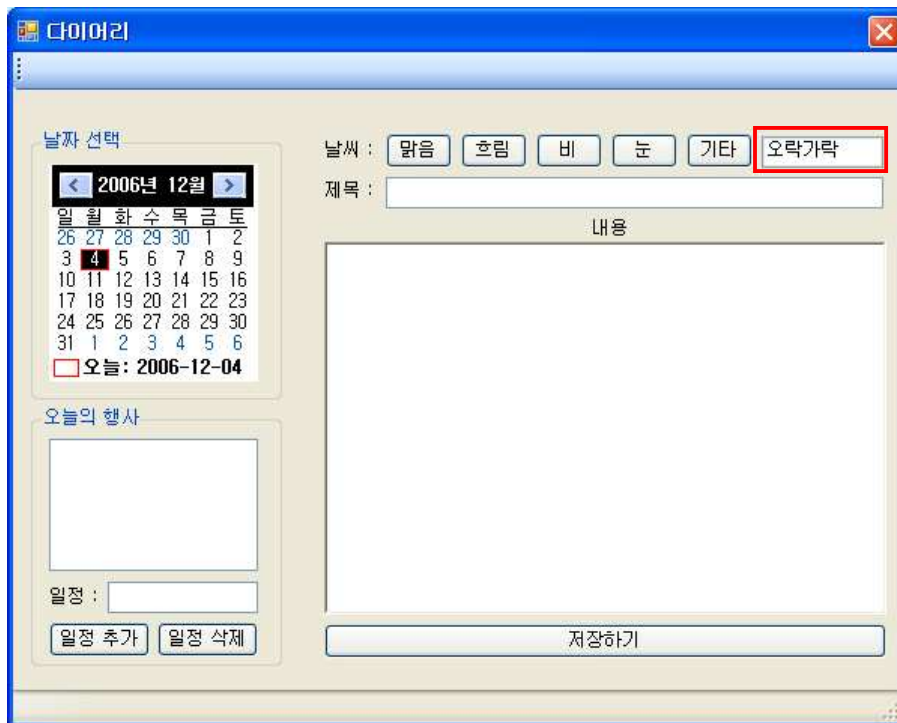 다이어리
날짜 선택
2006년 12월
일 월 화 수 목 금 토
26 27 28 29 30 1 2
3 4 5 6 7 8 9
10 11 12 13 14 15 16
17 18 19 20 21 22 23
24 25 26 27 28 29 30
31 1 2 3 4 5 6
오늘: 2006-12-04
오늘의 행사
일정 :
일정 추가 일정 삭제
날씨 : 맑음 흐림 비 눈 기타 오락가락
제목 :
내용
저장하기